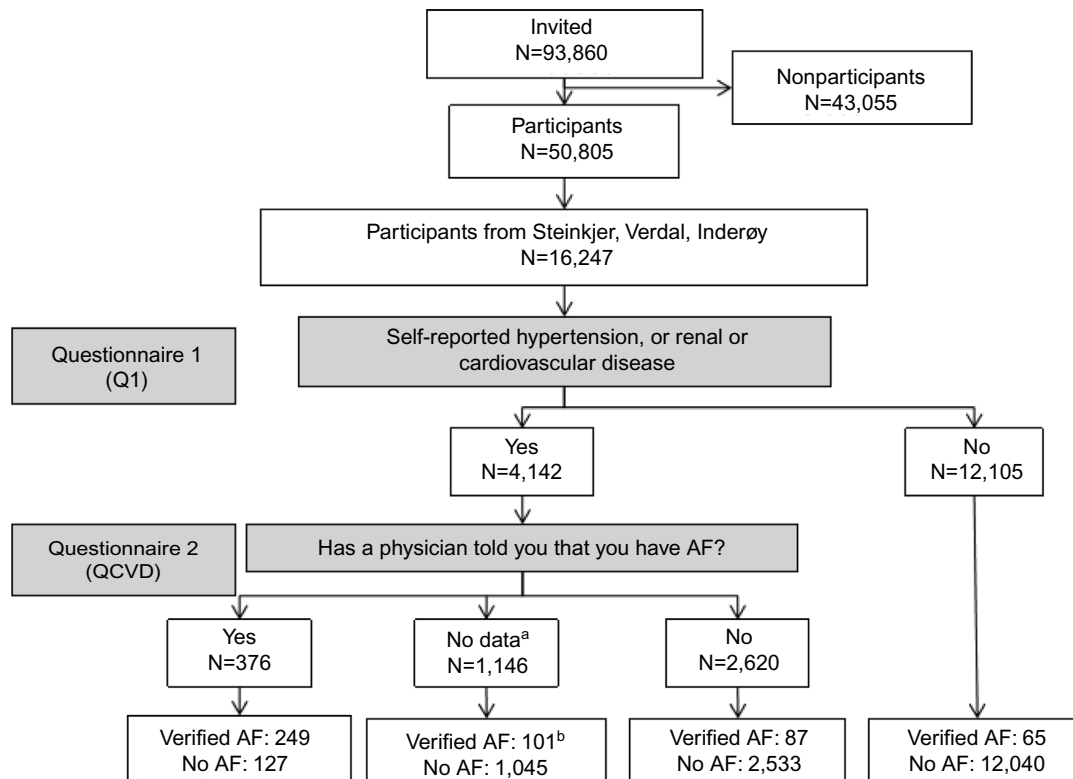 Invited
N=93,860
Nonparticipants
N=43,055
Participants
N=50,805
Participants from Steinkjer, Verdal, Inderøy
N=16,247
Questionnaire 1
(Q1)
Self-reported hypertension, or renal or
cardiovascular disease
Yes
N=4,142
No
N=12,105
Questionnaire 2
(QCVD)
Has a physician told you that you have AF?
Yes
N=376
No dataᵃ
N=1,146
No
N=2,620
Verified AF: 249
No AF: 127
Verified AF: 101ᵇ
No AF: 1,045
Verified AF: 87
No AF: 2,533
Verified AF: 65
No AF: 12,040